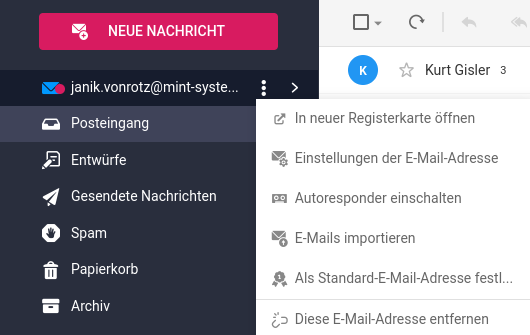 NEUE NACHRICHT
janik.vonrotz@mint-syste...
Posteingang
Entwürfe
Gesendete Nachrichten
Spam
Papierkorb
Archiv
K
Kurt Gisler 3
In neuer Registerkarte öffnen
Einstellungen der E-Mail-Adresse
Autoresponder einschalten
E-Mails importieren
Als Standard-E-Mail-Adresse festl...
Diese E-Mail-Adresse entfernen